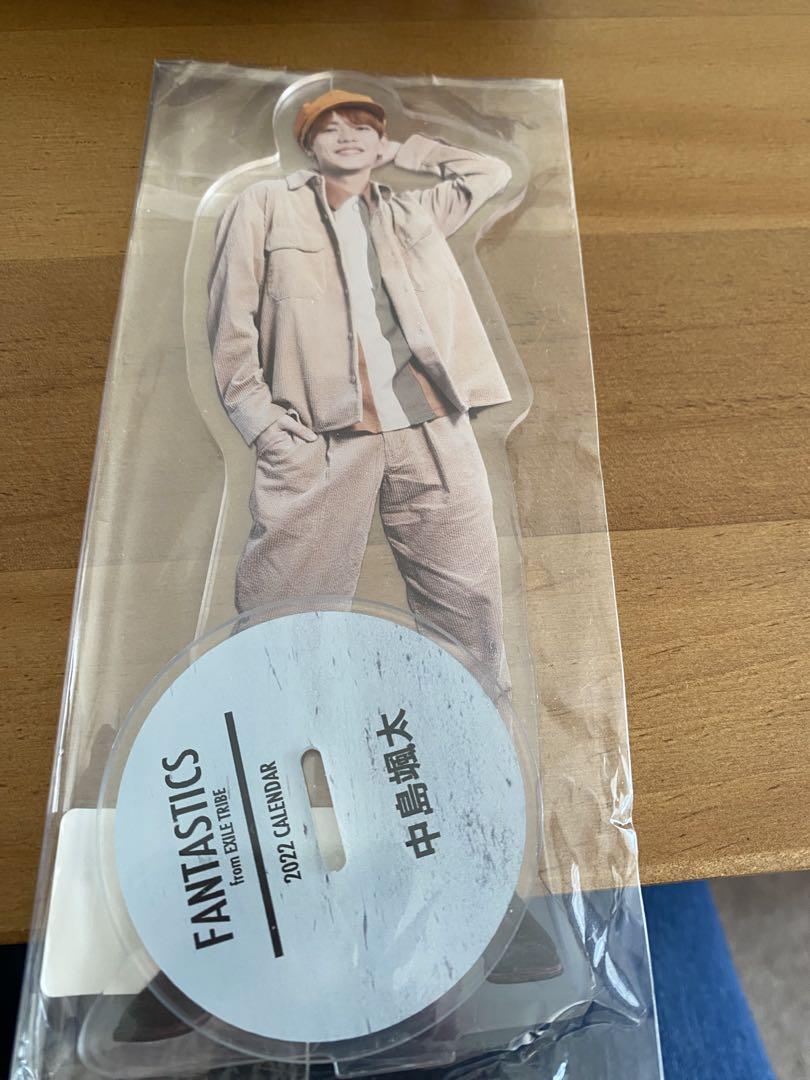 FANTASTICS
from EXILE TRIBE
2022 CALENDAR
中島颯太